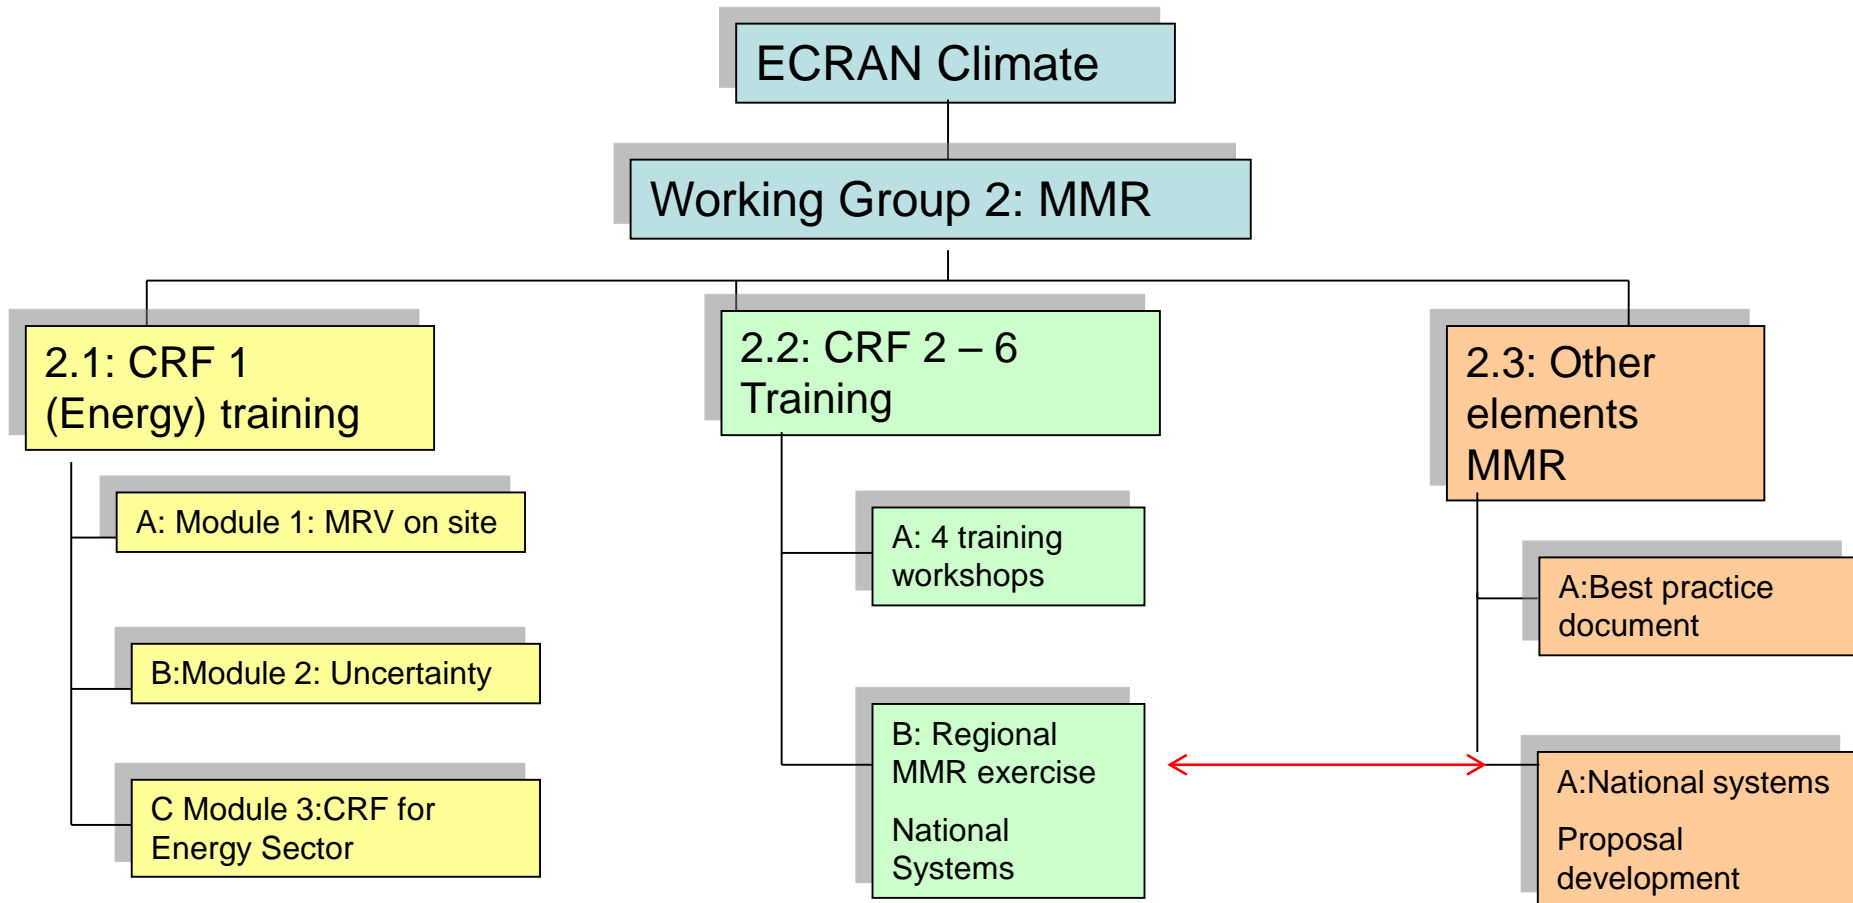 ECRAN Climate
Working Group 2: MMR
2.1: CRF 1
(Energy) training
A: Module 1: MRV on site
B:Module 2: Uncertainty
C Module 3:CRF for
Energy Sector
2.2: CRF 2 – 6
Training
A: 4 training
workshops
B: Regional
MMR exercise
National
Systems
2.3: Other
elements
MMR
A:Best practice
document
A:National systems
Proposal
development